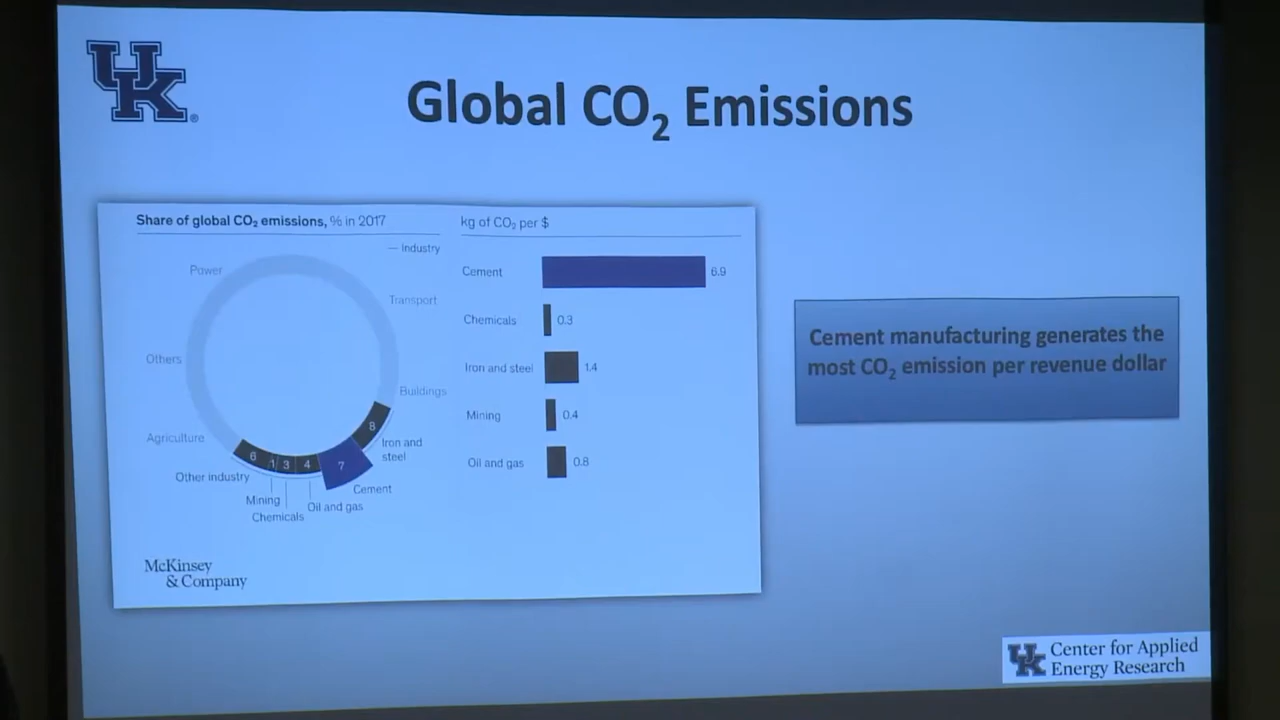 UK
Global CO₂ Emissions
Share of global CO₂ emissions, % in 2017
Industry
Power
Transport
Others
Buildings
Agriculture
8
Iron and
steel
6
1
3
4
7
Other industry
Cement
Mining
Oil and gas
Chemicals
kg of CO₂ per $
Cement 6.9
Chemicals 0.3
Iron and steel 1.4
Mining 0.4
Oil and gas 0.8
McKinsey
& Company
Cement manufacturing generates the
most CO₂ emission per revenue dollar
UK
Center for Applied
Energy Research